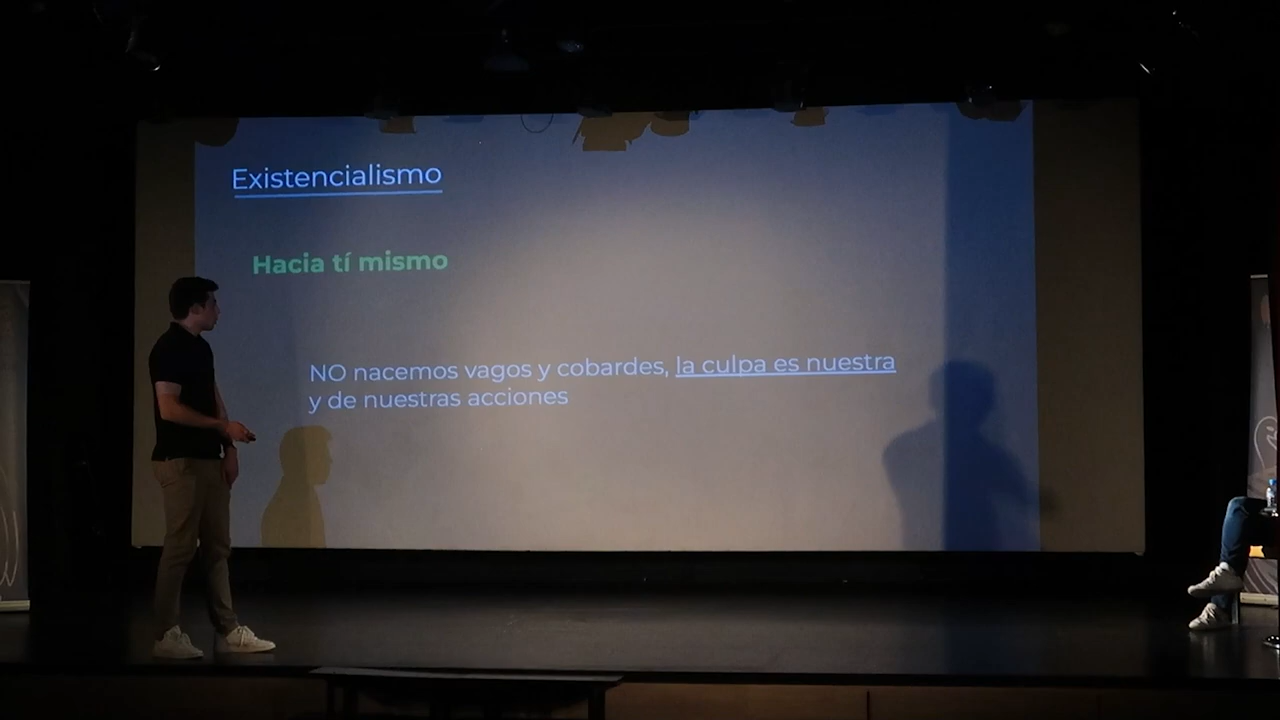 Existencialismo
Hacia tí mismo
NO nacemos vagos y cobardes, la culpa es nuestra
y de nuestras acciones